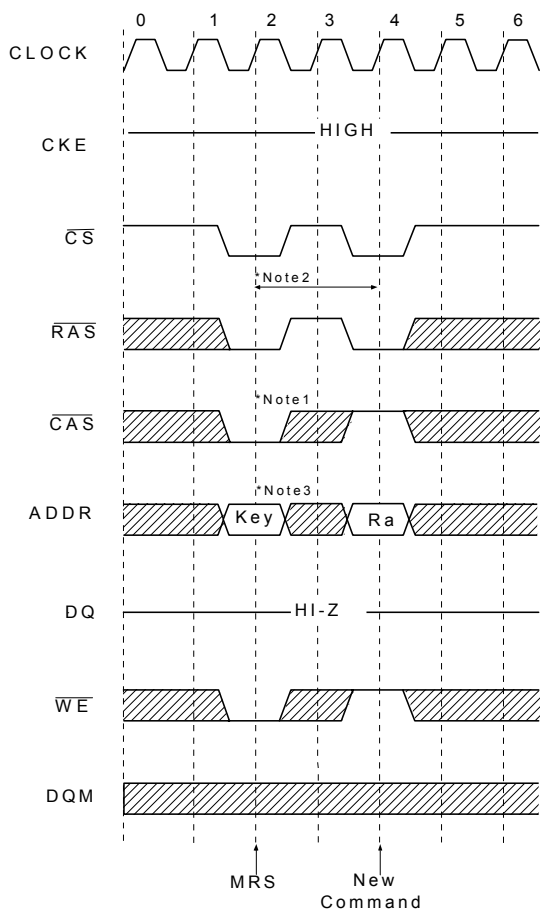 0 1 2 3 4 5 6
CLOCK
CKE HIGH
CS
*Note2
RAS
*Note1
CAS
*Note3
ADDR Key Ra
DQ HI-Z
WE
DQM
MRS New
Command